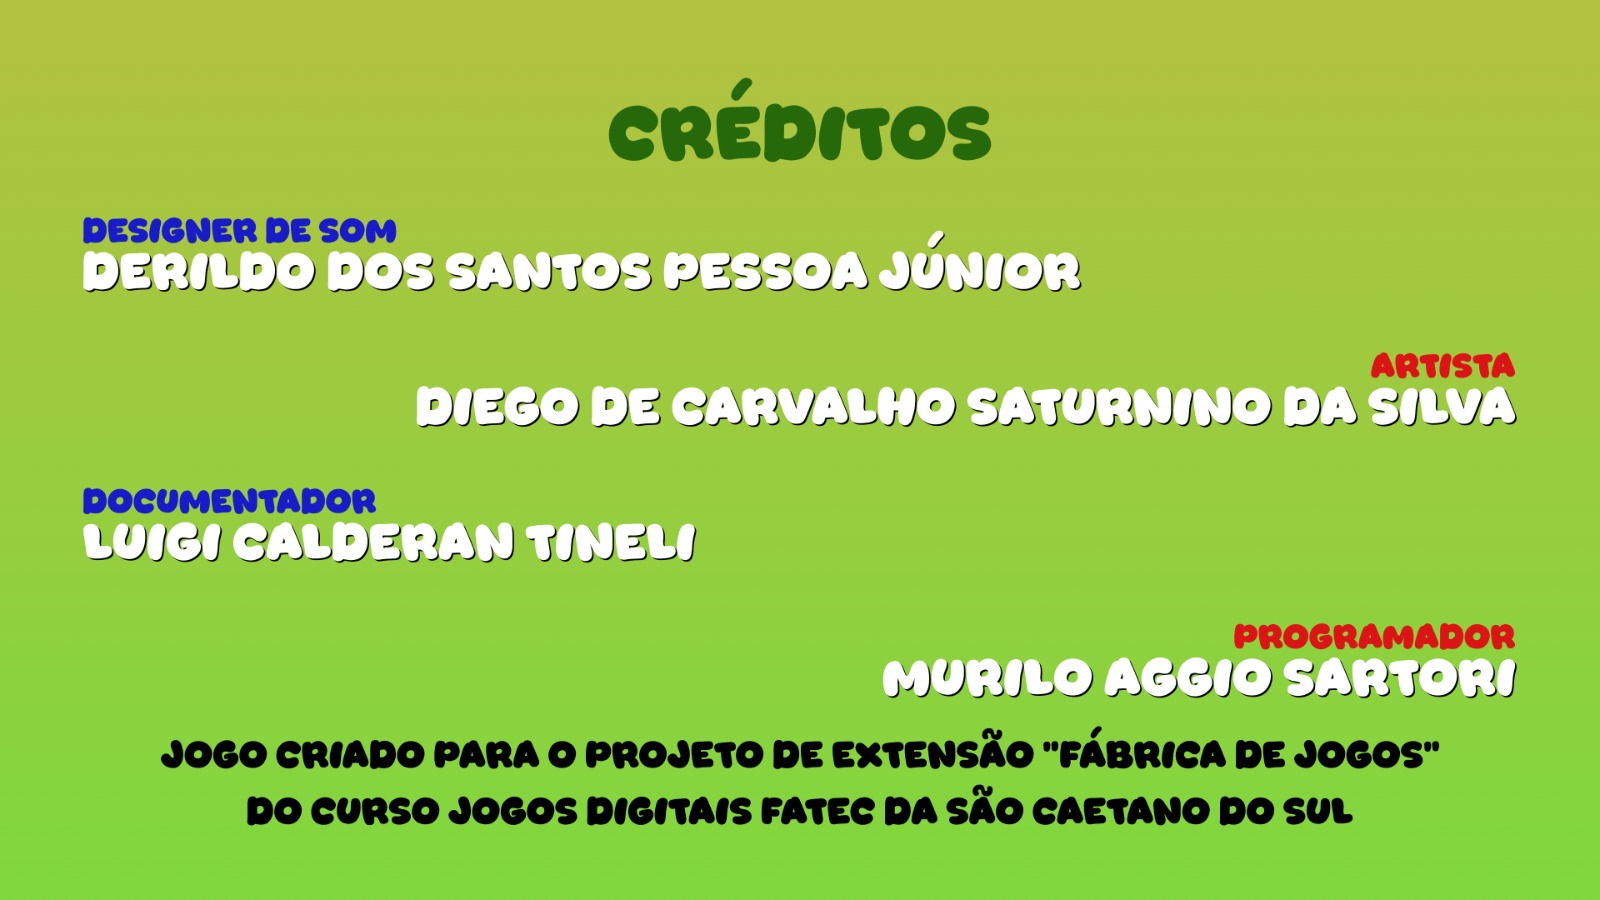 CRÉDITOS
DESIGNER DE SOM
DERILDO DOS SANTOS PESSOA JÚNIOR
ARTISTA
DIEGO DE CARVALHO SATURNINO DA SILVA
DOCUMENTADOR
LUIGI CALDERAN TINELI
PROGRAMADOR
MURILO AGGIO SARTORI
JOGO CRIADO PARA O PROJETO DE EXTENSÃO "FÁBRICA DE JOGOS"
DO CURSO JOGOS DIGITAIS FATEC DA SÃO CAETANO DO SUL